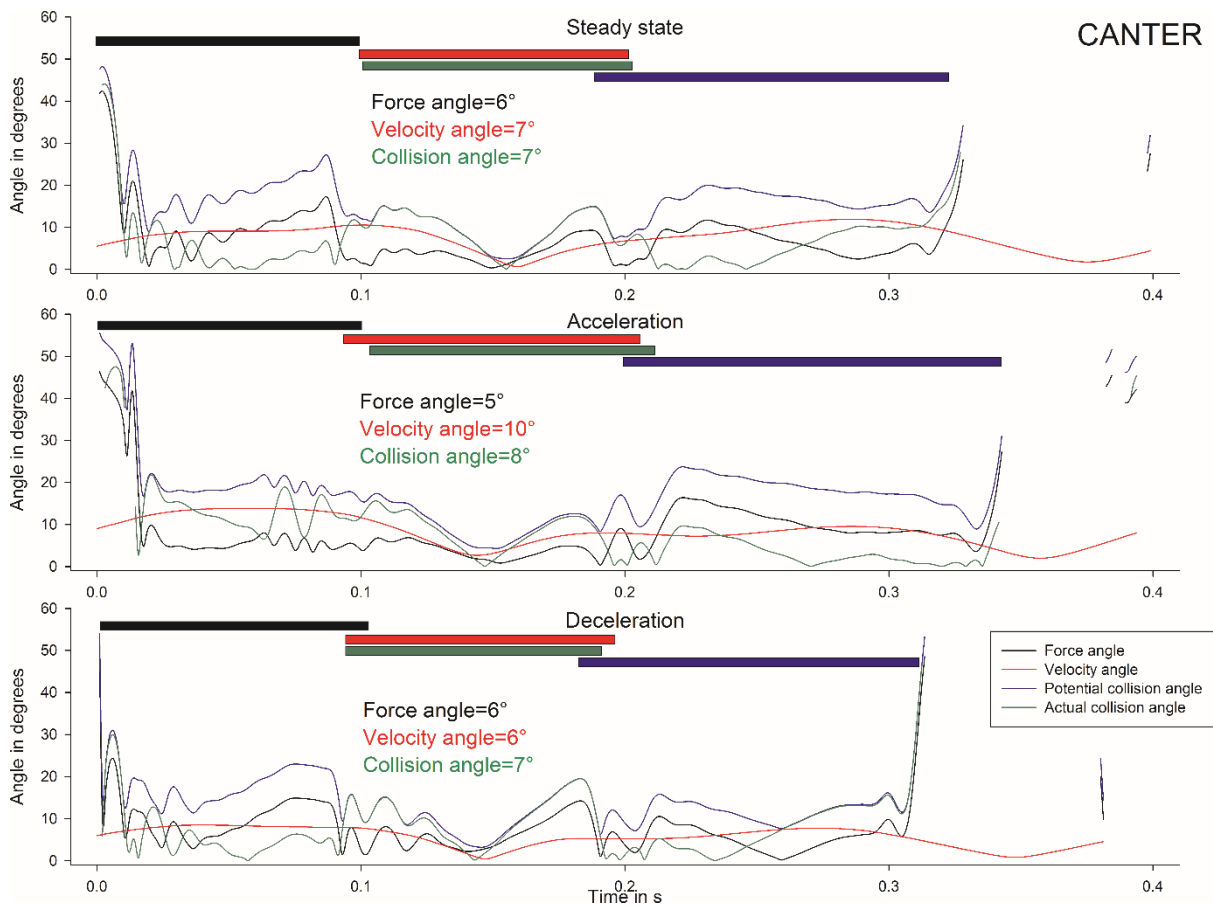 Steady state
CANTER
Angle in degrees
60
50
40
30
20
10
0
Force angle=6°
Velocity angle=7°
Collision angle=7°
0.0
0.1
0.2
0.3
0.4
Acceleration
Angle in degrees
60
50
40
30
20
10
0
Force angle=5°
Velocity angle=10°
Collision angle=8°
0.0
0.1
0.2
0.3
0.4
Deceleration
Angle in degrees
60
50
40
30
20
10
0
Force angle=6°
Velocity angle=6°
Collision angle=7°
Force angle
Velocity angle
Potential collision angle
Actual collision angle
0.0
0.1
0.2
0.3
0.4
Time in s